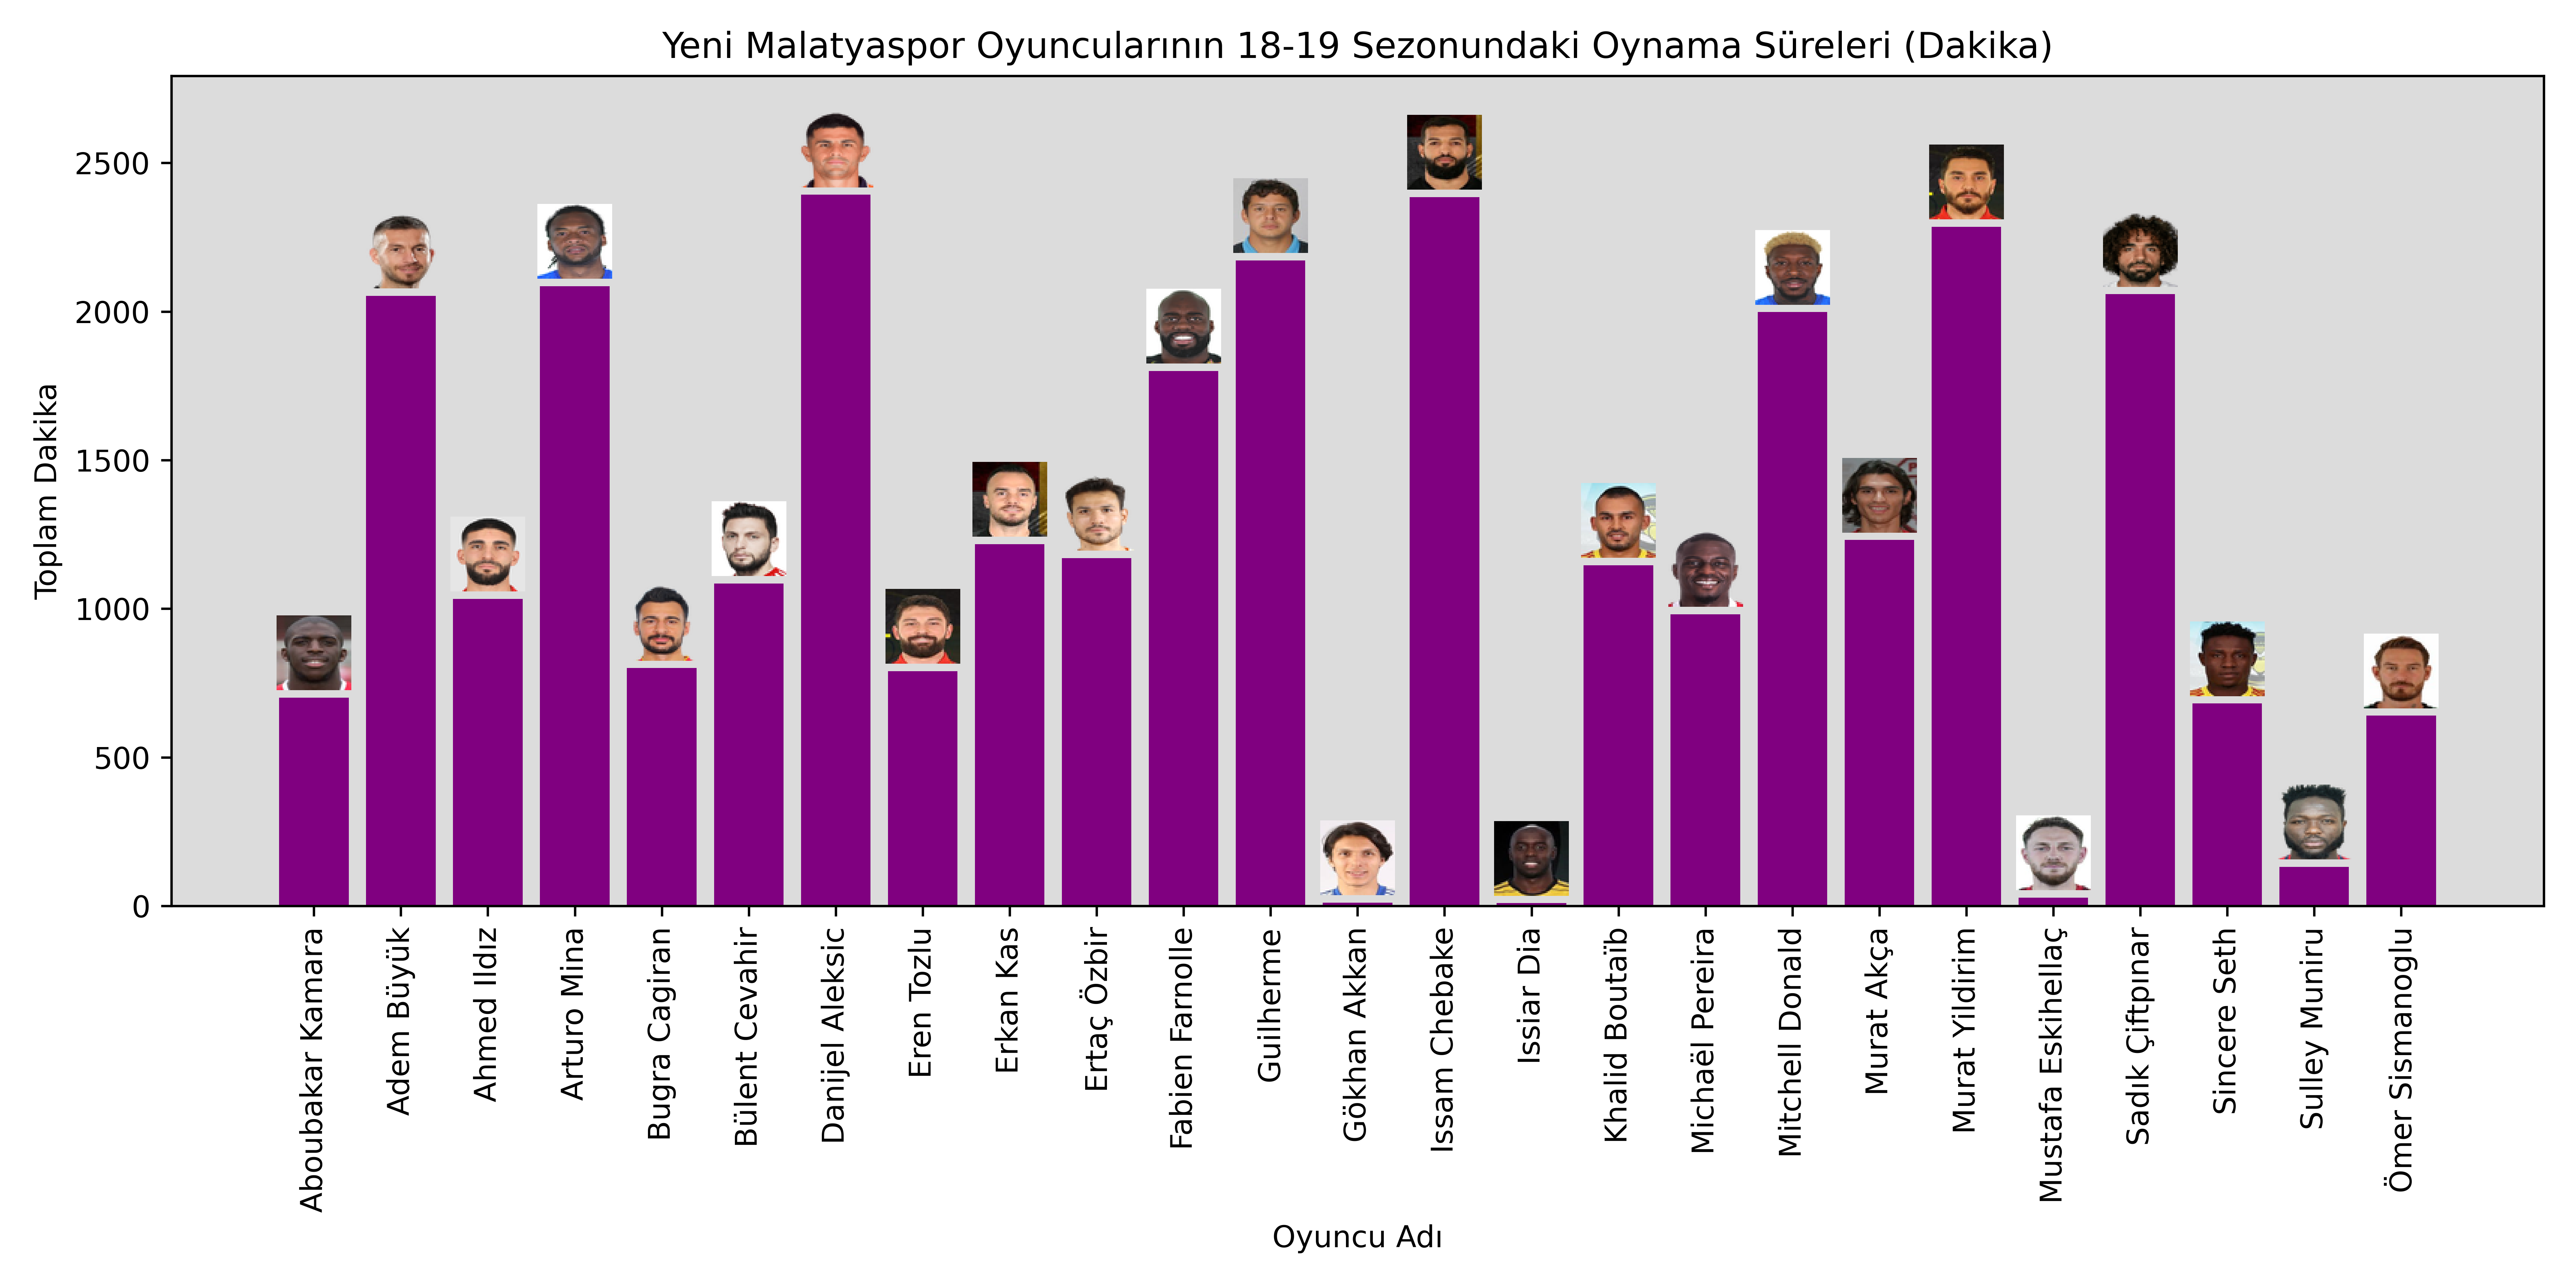 Yeni Malatyaspor Oyuncularının 18-19 Sezonundaki Oynama Süreleri (Dakika)
Toplam Dakika
2500
2000
1500
1000
500
0
Aboubakar Kamara
Adem Büyük
Ahmed Ildız
Arturo Mina
Bugra Cagiran
Bülent Cevahir
Danijel Aleksic
Eren Tozlu
Erkan Kas
Ertaç Özbir
Fabien Farnolle
Guilherme
Gökhan Akkan
Issam Chebake
Issiar Dia
Khalid Boutaïb
Michaël Pereira
Mitchell Donald
Murat Akça
Murat Yildirim
Mustafa Eskihellaç
Sadık Çiftpınar
Sincere Seth
Sulley Muniru
Ömer Sismanoglu
Oyuncu Adı